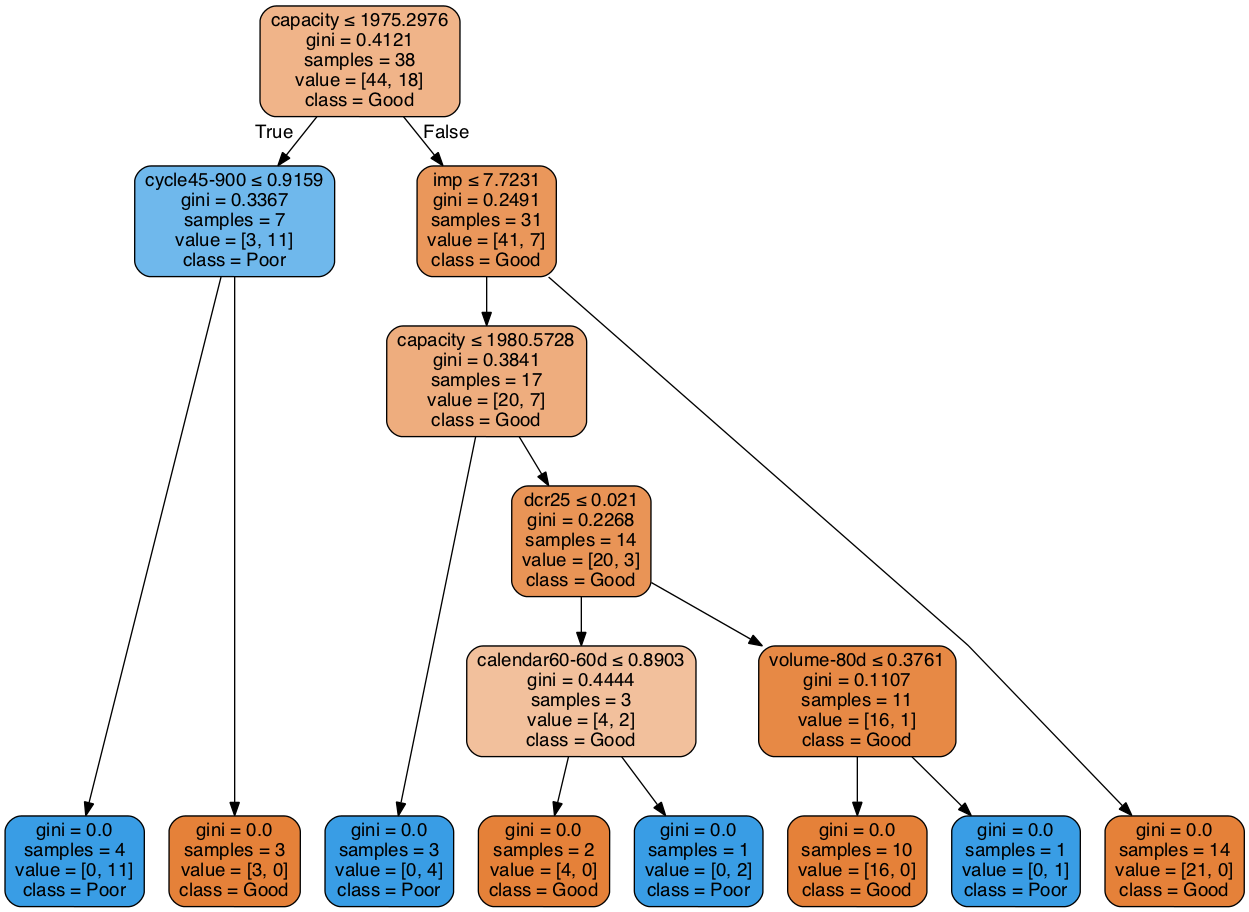 capacity ≤ 1975.2976
gini = 0.4121
samples = 38
value = [44, 18]
class = Good
True
False
cycle45-900 ≤ 0.9159
gini = 0.3367
samples = 7
value = [3, 11]
class = Poor
imp ≤ 7.7231
gini = 0.2491
samples = 31
value = [41, 7]
class = Good
capacity ≤ 1980.5728
gini = 0.3841
samples = 17
value = [20, 7]
class = Good
dcr25 ≤ 0.021
gini = 0.2268
samples = 14
value = [20, 3]
class = Good
calendar60-60d ≤ 0.8903
gini = 0.4444
samples = 3
value = [4, 2]
class = Good
volume-80d ≤ 0.3761
gini = 0.1107
samples = 11
value = [16, 1]
class = Good
gini = 0.0
samples = 4
value = [0, 11]
class = Poor
gini = 0.0
samples = 3
value = [3, 0]
class = Good
gini = 0.0
samples = 3
value = [0, 4]
class = Poor
gini = 0.0
samples = 2
value = [4, 0]
class = Good
gini = 0.0
samples = 1
value = [0, 2]
class = Poor
gini = 0.0
samples = 10
value = [16, 0]
class = Good
gini = 0.0
samples = 1
value = [0, 1]
class = Poor
gini = 0.0
samples = 14
value = [21, 0]
class = Good